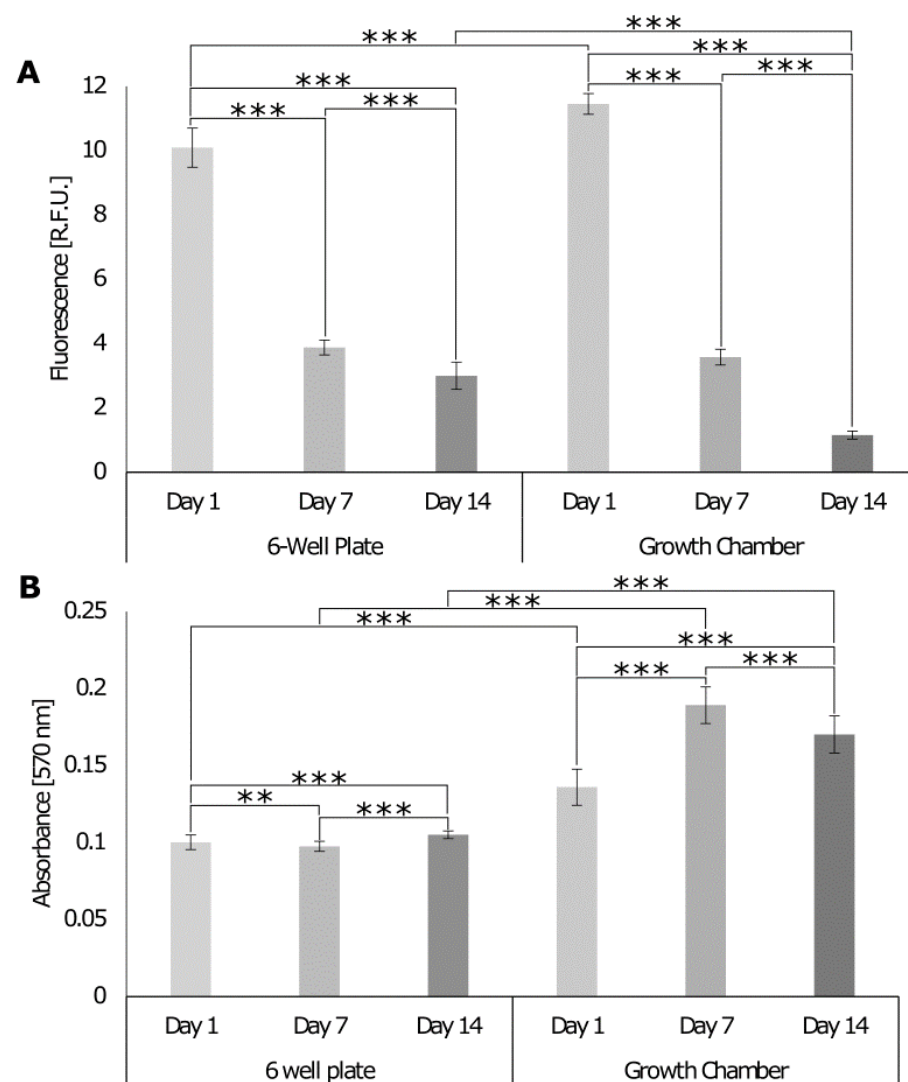 *** ***
A *** ***
*** *** ***
*** ***
12
10
8
6
4
2
0
Fluorescence [R.F.U.]
Day 1 Day 7 Day 14 Day 1 Day 7 Day 14
6-Well Plate Growth Chamber
B ***
***
***
***
*** ***
***
** ***
0.25
0.2
0.15
0.1
0.05
0
Absorbance [570 nm]
Day 1 Day 7 Day 14 Day 1 Day 7 Day 14
6 well plate Growth Chamber